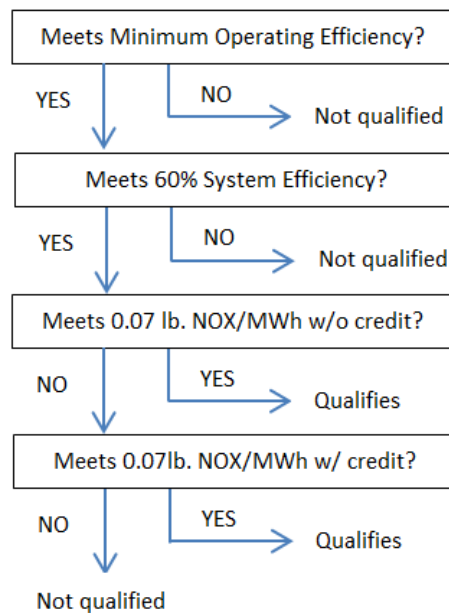 Meets Minimum Operating Efficiency?
YES
NO
Not qualified
Meets 60% System Efficiency?
YES
NO
Not qualified
Meets 0.07 lb. NOX/MWh w/o credit?
NO
YES
Qualifies
Meets 0.07lb. NOX/MWh w/ credit?
NO
YES
Qualifies
Not qualified